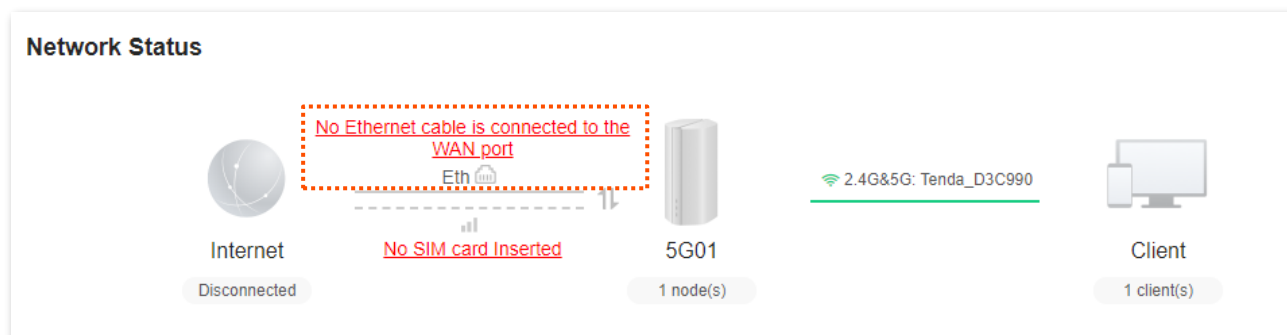 Network Status
No Ethernet cable is connected to the
WAN port
Eth
2.4G&5G: Tenda_D3C990
Internet
No SIM card Inserted
5G01
Client
Disconnected
1 node(s)
1 client(s)